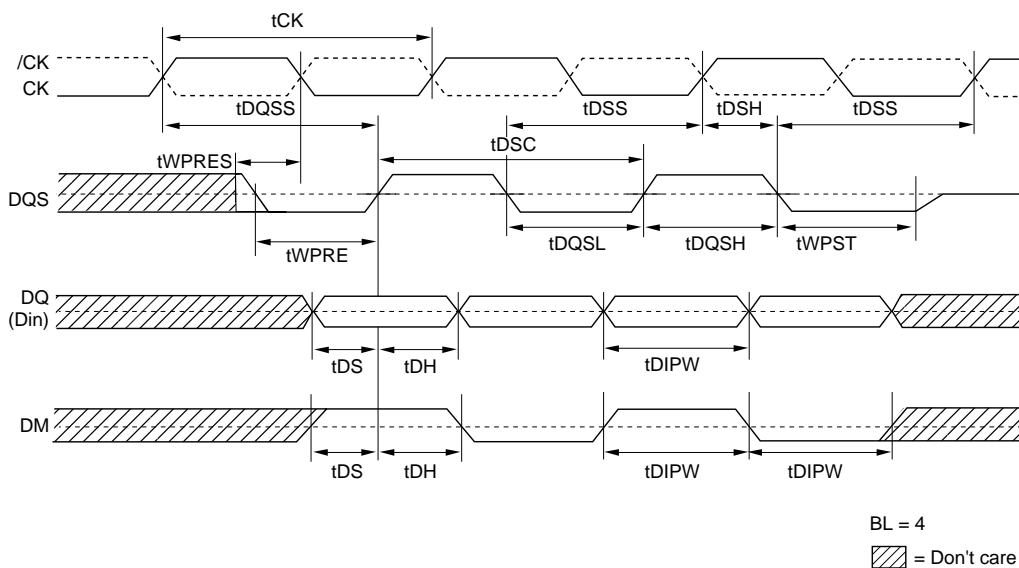 tCK
/CK
CK
tDQSS
tDSS
tDSH
tDSS
tWPRES
tDSC
DQS
tWPRE
tDQSL
tDQSH
tWPST
DQ
(Din)
tDS
tDH
tDIPW
DM
tDS
tDH
tDIPW
tDIPW
BL = 4
= Don't care